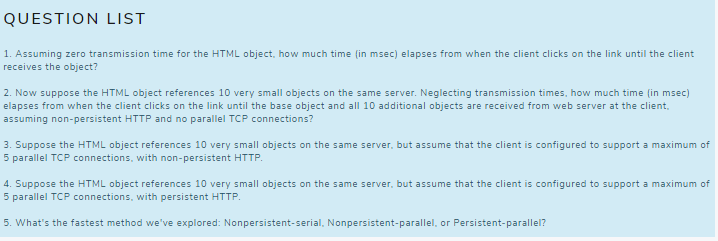 QUESTION LIST
1. Assuming zero transmission time for the HTML object, how much time (in msec) elapses from when the client clicks on the link until the client
receives the object?
2. Now suppose the HTML object references 10 very small objects on the same server. Neglecting transmission times, how much time (in msec)
elapses from when the client clicks on the link until the base object and all 10 additional objects are received from web server at the client,
assuming non-persistent HTTP and no parallel TCP connections?
3. Suppose the HTML object references 10 very small objects on the same server, but assume that the client is configured to support a maximum of
5 parallel TCP connections, with non-persistent HTTP.
4. Suppose the HTML object references 10 very small objects on the same server, but assume that the client is configured to support a maximum of
5 parallel TCP connections, with persistent HTTP.
5. What's the fastest method we've explored: Nonpersistent-serial, Nonpersistent-parallel, or Persistent-parallel?